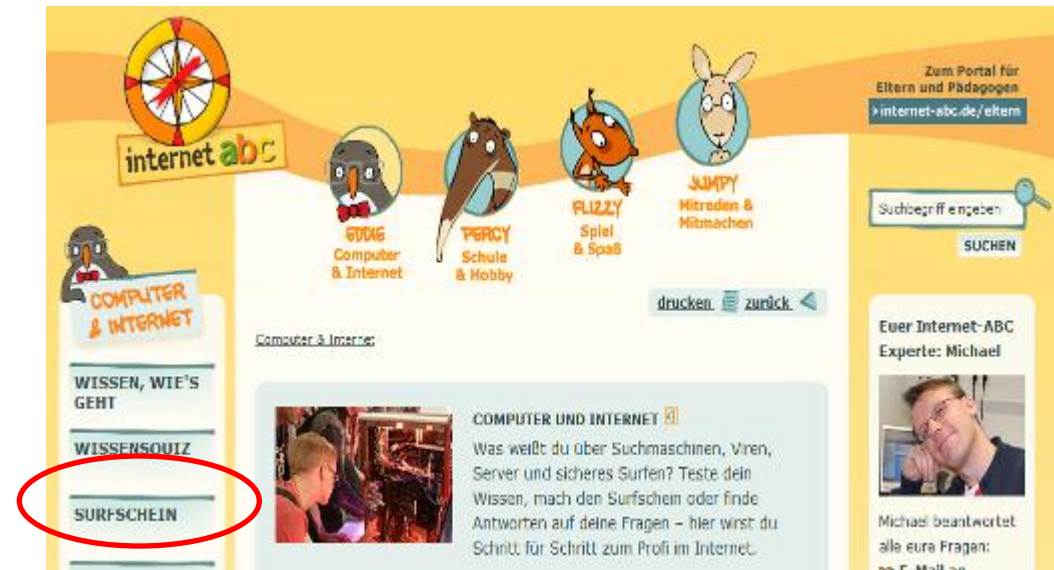 internet abc
Zum Portal für
Eltern und Pädagogen
internet-abc.de/eltern
EDDIE
Computer
& Internet
PERCY
Schule
& Hobby
FLIZZY
Spiel
& Spaß
JUMPY
Mitreden &
Mitmachen
Suchbegriff eingeben
SUCHEN
COMPUTER
& INTERNET
drucken zurück
Computer & Internet
WISSEN, WIE'S
GEHT
WISSENSQUIZ
SURFSCHEIN
COMPUTER UND INTERNET
Was weißt du über Suchmaschinen, Viren,
Server und sicheres Surfen? Teste dein
Wissen, mach den Surfschein oder finde
Antworten auf deine Fragen – hier wirst du
Schritt für Schritt zum Profi im Internet.
Euer Internet-ABC
Experte: Michael
Michael beantwortet
alle eure Fragen:
E-Mail an